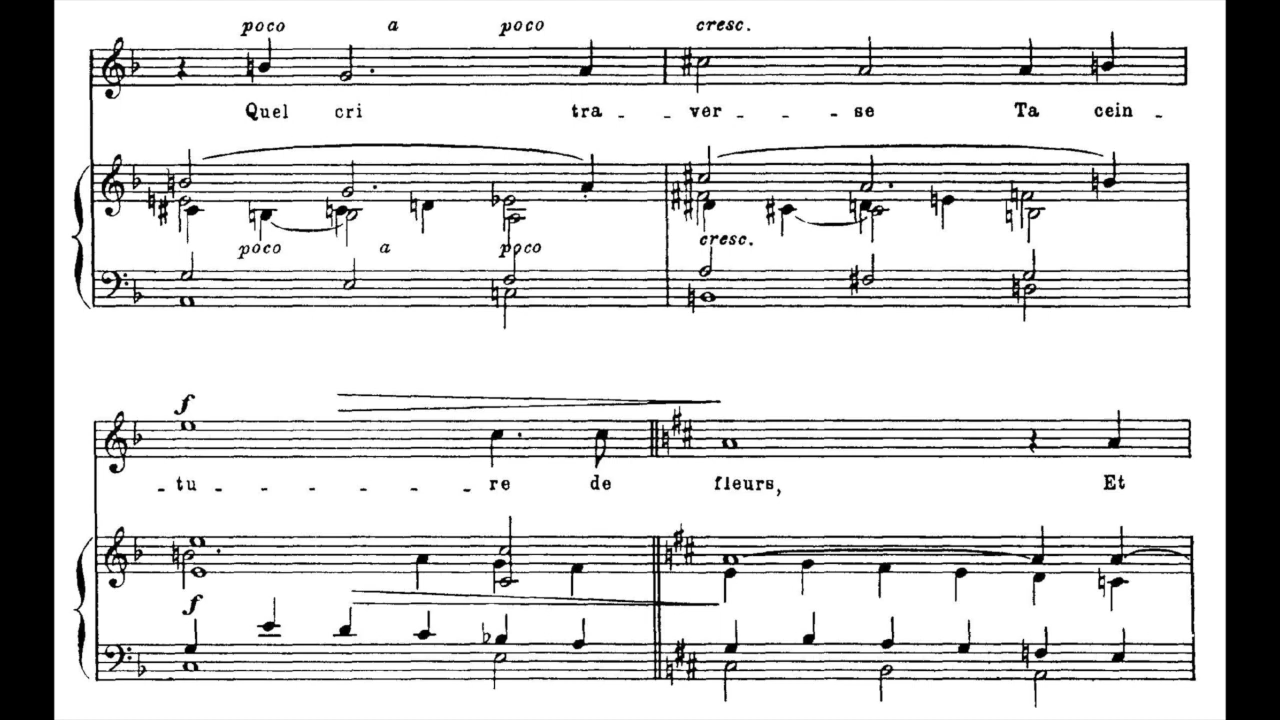 poco a poco cresc.
Quel cri tra - - ver - - - se Ta cein -
poco a poco cresc.
f
- tu - - - - re de fleurs, Et
f